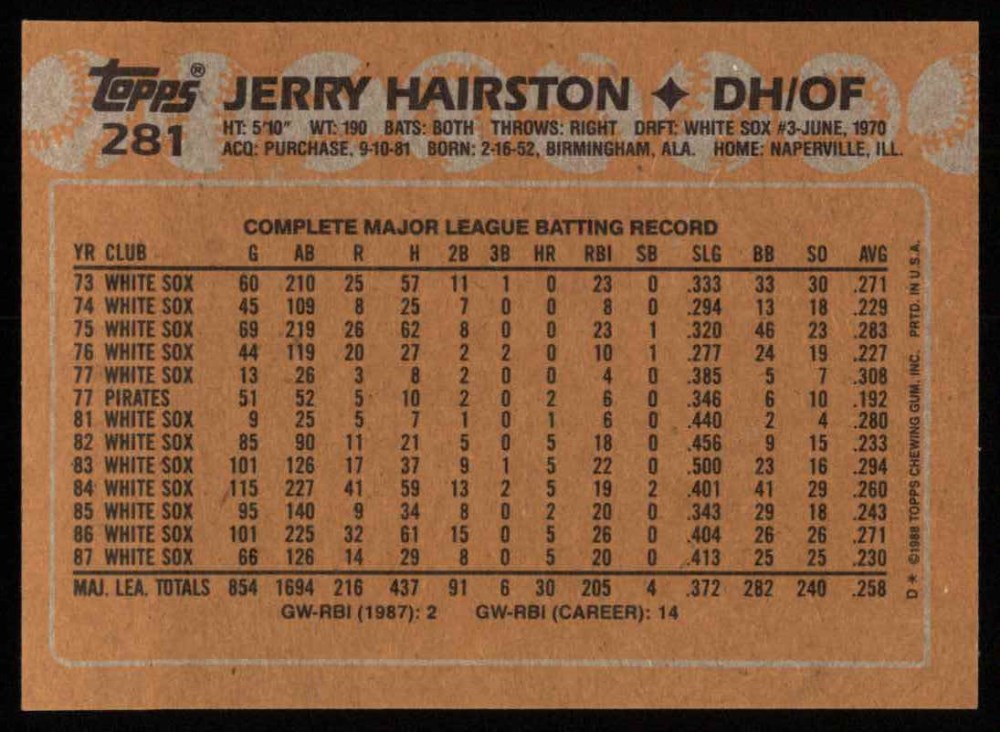 topps® JERRY HAIRSTON ✦ DH/OF
281
HT: 5'10" WT: 190 BATS: BOTH THROWS: RIGHT DRFT: WHITE SOX #3-JUNE, 1970
ACQ: PURCHASE, 9-10-81 BORN: 2-16-52, BIRMINGHAM, ALA. HOME: NAPERVILLE, ILL.
COMPLETE MAJOR LEAGUE BATTING RECORD
YR CLUB G AB R H 2B 3B HR RBI SB SLG BB SO AVG
73 WHITE SOX 60 210 25 57 11 1 0 23 0 .333 33 30 .271
74 WHITE SOX 45 109 8 25 7 0 0 8 0 .294 13 18 .229
75 WHITE SOX 69 219 26 62 8 0 0 23 1 .320 46 23 .283
76 WHITE SOX 44 119 20 27 2 2 0 10 1 .277 24 19 .227
77 WHITE SOX 13 26 3 8 2 0 0 4 0 .385 5 7 .308
77 PIRATES 51 52 5 10 2 0 2 6 0 .346 6 10 .192
81 WHITE SOX 9 25 5 7 1 0 1 6 0 .440 2 4 .280
82 WHITE SOX 85 90 11 21 5 0 5 18 0 .456 9 15 .233
83 WHITE SOX 101 126 17 37 9 1 5 22 0 .500 23 16 .294
84 WHITE SOX 115 227 41 59 13 2 5 19 2 .401 41 29 .260
85 WHITE SOX 95 140 9 34 8 0 2 20 0 .343 29 18 .243
86 WHITE SOX 101 225 32 61 15 0 5 26 0 .404 26 26 .271
87 WHITE SOX 66 126 14 29 8 0 5 20 0 .413 25 25 .230
MAJ. LEA. TOTALS 854 1694 216 437 91 6 30 205 4 .372 282 240 .258
GW-RBI (1987): 2 GW-RBI (CAREER): 14
D* ©1988 TOPPS CHEWING GUM, INC. PRTD. IN U.S.A.